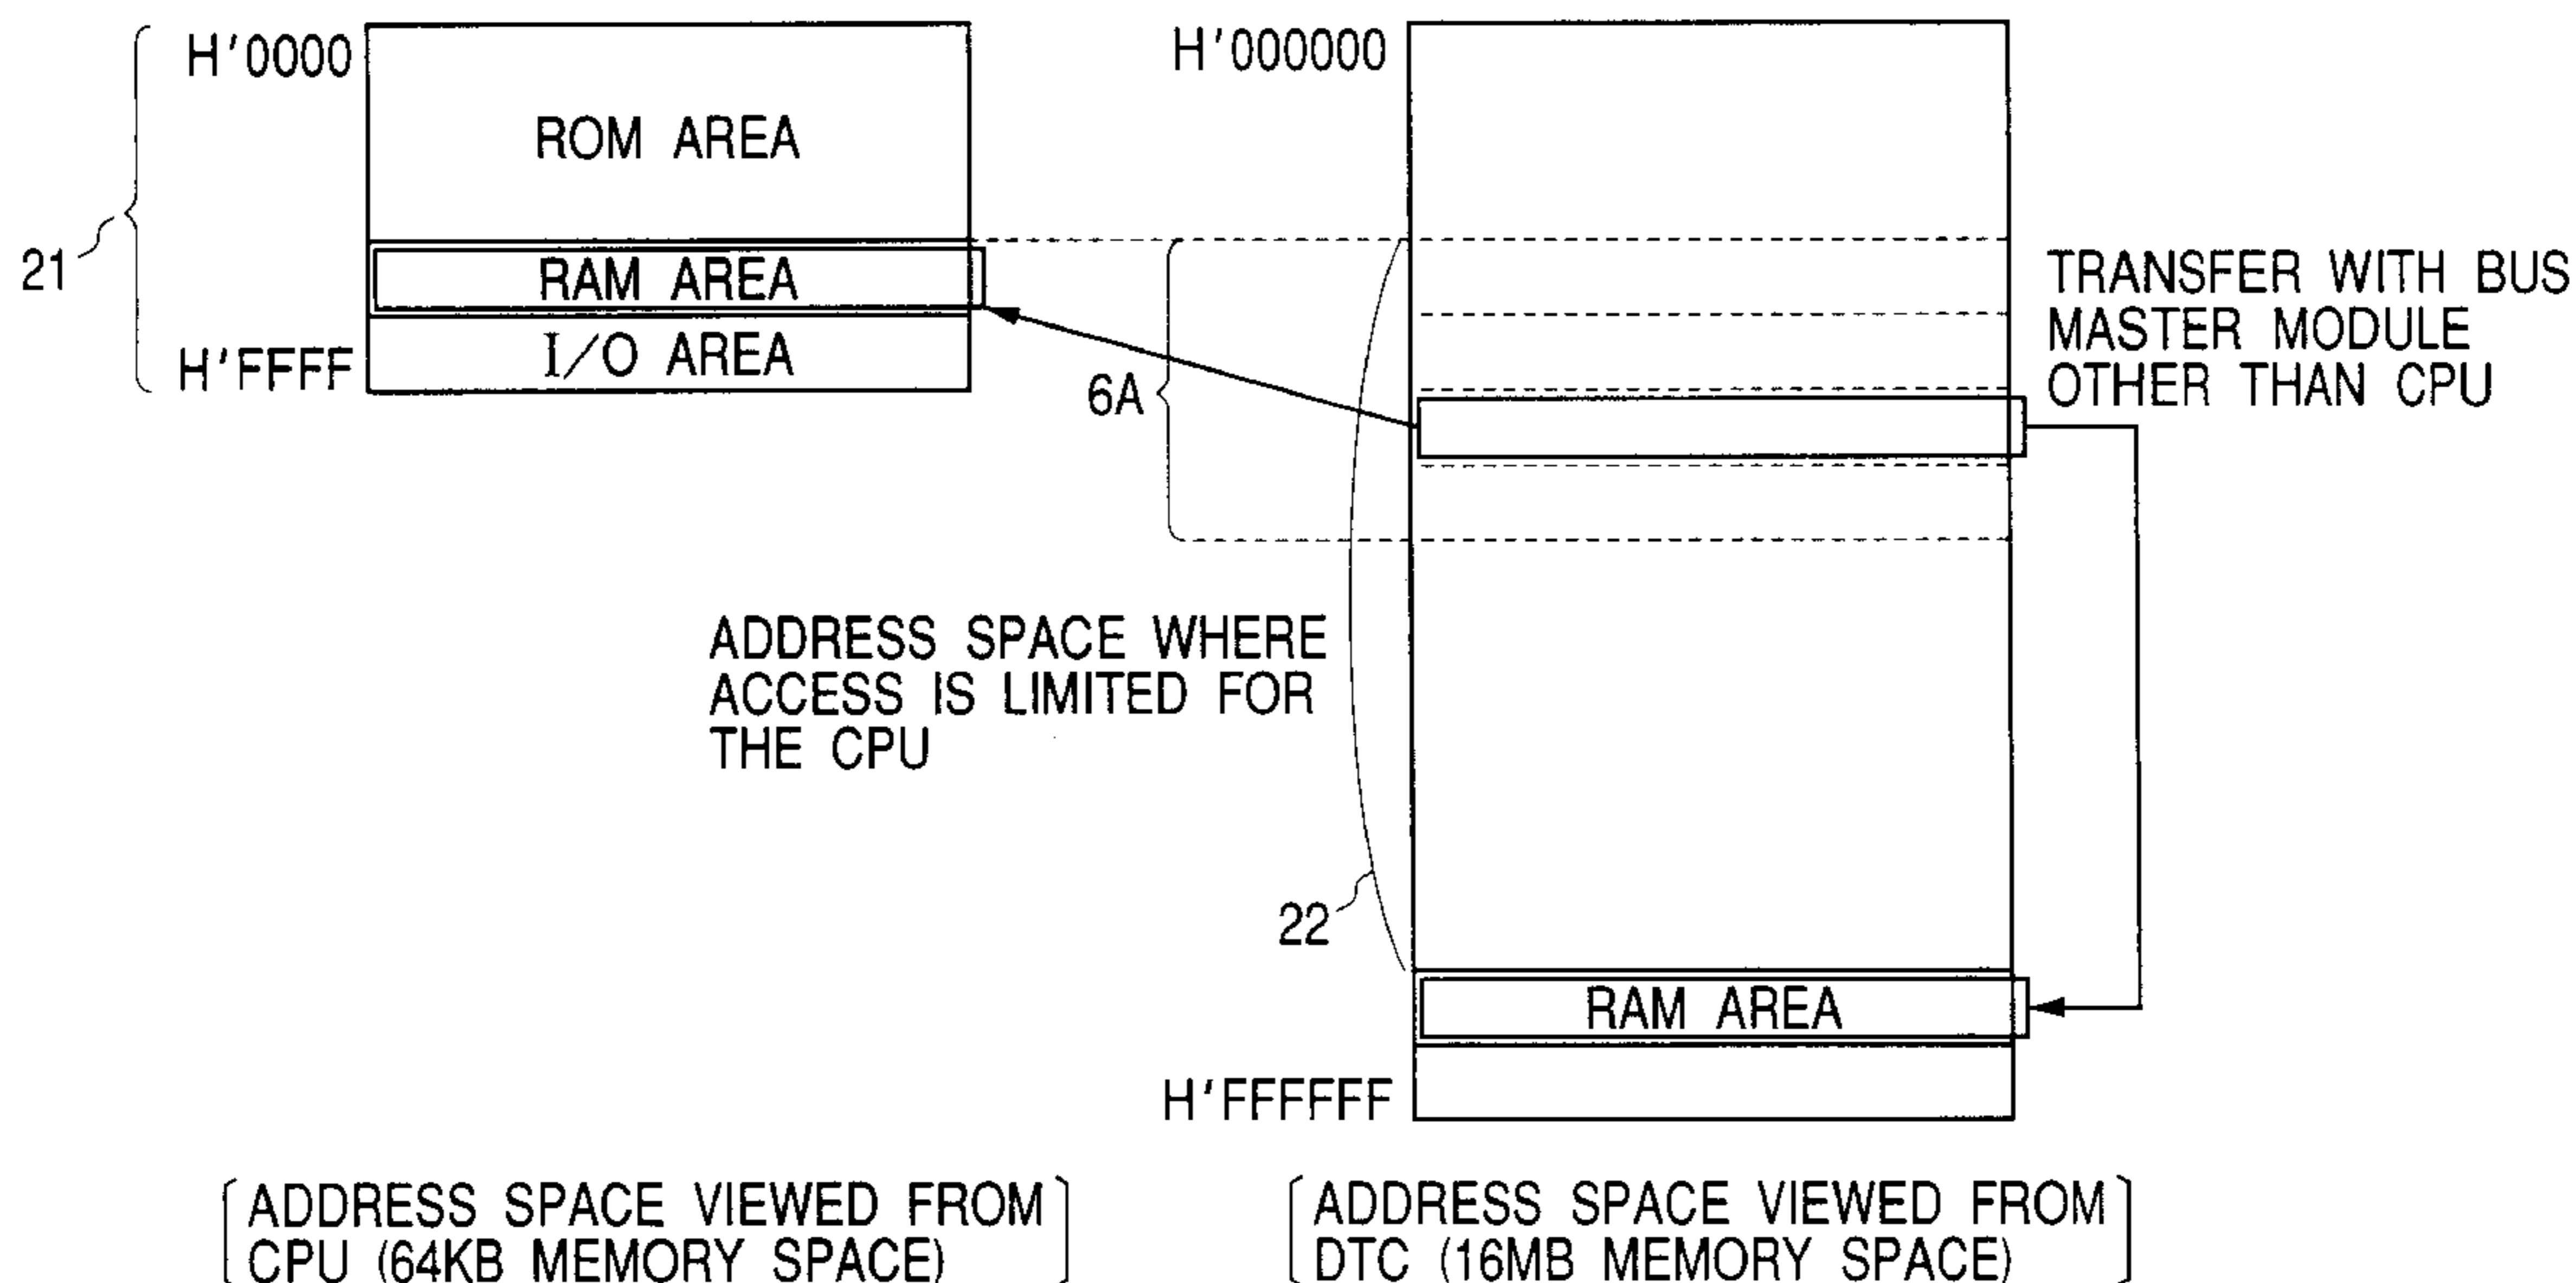 H'0000
ROM AREA
21
RAM AREA
I/O AREA
H'FFFF
H'000000
6A
TRANSFER WITH BUS
MASTER MODULE
OTHER THAN CPU
ADDRESS SPACE WHERE
ACCESS IS LIMITED FOR
THE CPU
22
RAM AREA
H'FFFFFF
[ADDRESS SPACE VIEWED FROM
CPU (64KB MEMORY SPACE)]
[ADDRESS SPACE VIEWED FROM
DTC (16MB MEMORY SPACE)]